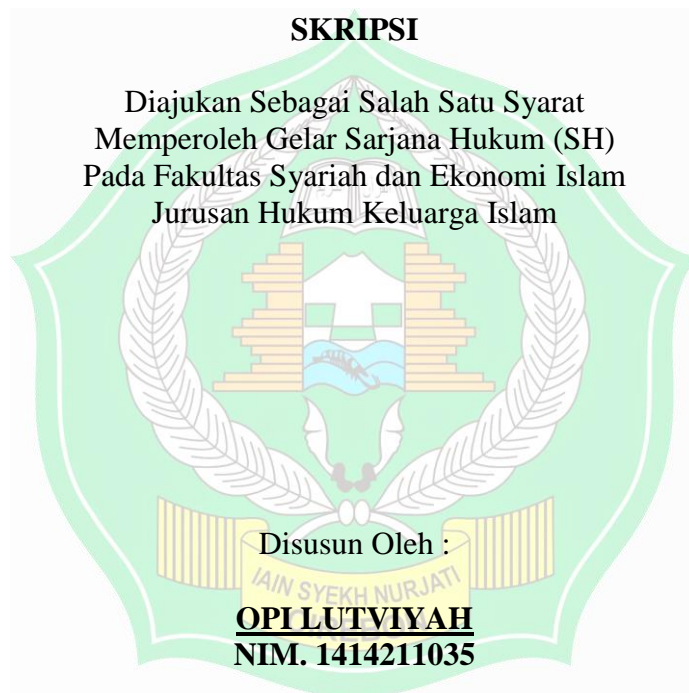 SKRIPSI
Diajukan Sebagai Salah Satu Syarat
Memperoleh Gelar Sarjana Hukum (SH)
Pada Fakultas Syariah dan Ekonomi Islam
Jurusan Hukum Keluarga Islam
Disusun Oleh :
IAIN SYEKH NURJATI
CIREBON
OPI LUTVIYAH
NIM. 1414211035